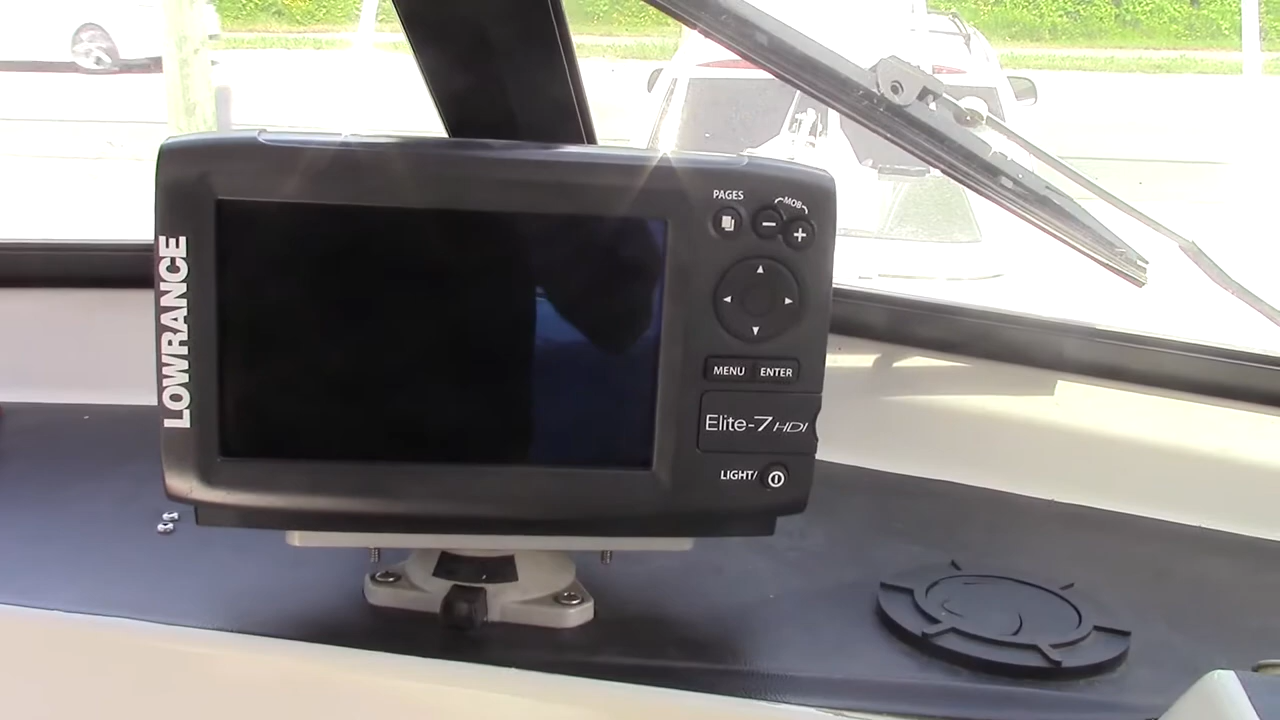 LOWRANCE
PAGES
MOB
MENU ENTER
Elite-7 HDI
LIGHT/